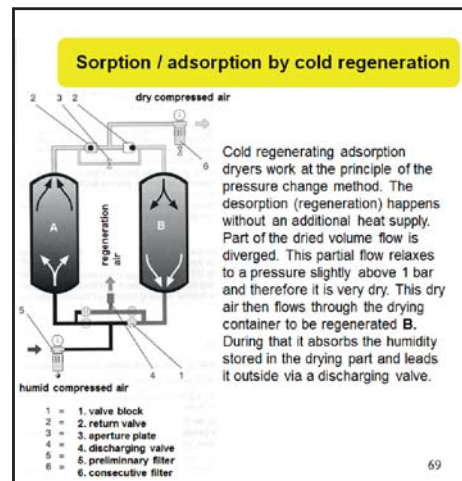 Sorption / adsorption by cold regeneration
2 3 2 dry compressed air
6
A
B
regeneration
air
5
4 1
humid compressed air
1 = 1. valve block
2 = 2. return valve
3 = 3. aperture plate
4 = 4. discharging valve
5 = 5. preliminnary filter
6 = 6. consecutive filter
Cold regenerating adsorption
dryers work at the principle of the
pressure change method. The
desorption (regeneration) happens
without an additional heat supply.
Part of the dried volume flow is
diverged. This partial flow relaxes
to a pressure slightly above 1 bar
and therefore it is very dry. This dry
air then flows through the drying
container to be regenerated B.
During that it absorbs the humidity
stored in the drying part and leads
it outside via a discharging valve.
69